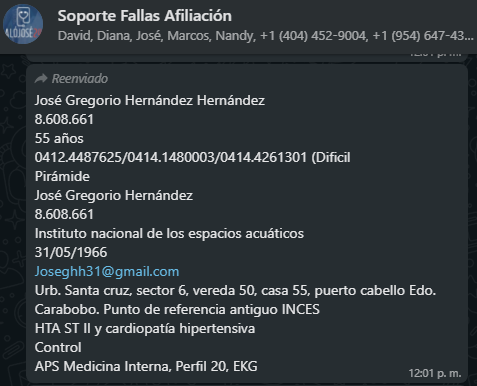 Soporte Fallas Afiliación
David, Diana, José, Marcos, Nandy, +1 (404) 452-9004, +1 (954) 647-43...
ALÓJOSÉ
12:01 p. m.
Reenviado
José Gregorio Hernández Hernández
8.608.661
55 años
0412.4487625/0414.1480003/0414.4261301 (Dificil
Pirámide
José Gregorio Hernández
8.608.661
Instituto nacional de los espacios acuáticos
31/05/1966
Joseghh31@gmail.com
Urb. Santa cruz, sector 6, vereda 50, casa 55, puerto cabello Edo.
Carabobo. Punto de referencia antiguo INCES
HTA ST II y cardiopatía hipertensiva
Control
APS Medicina Interna, Perfil 20, EKG
12:01 p. m.